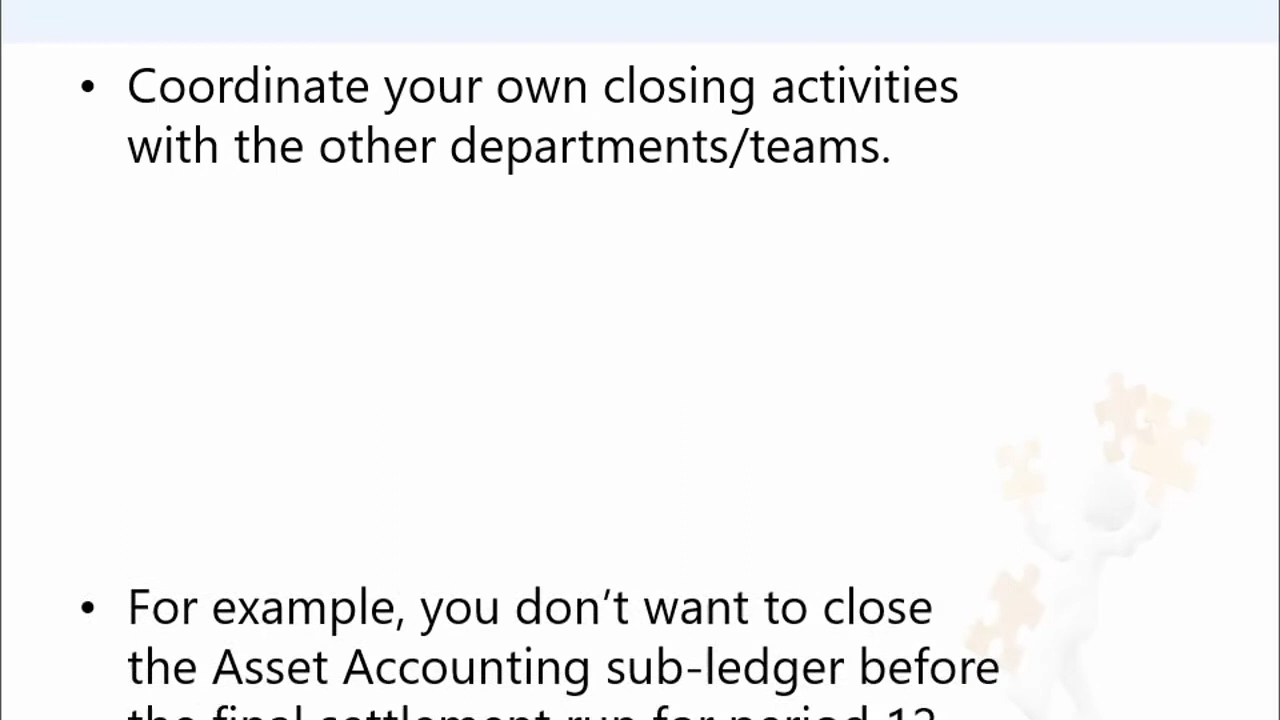 • Coordinate your own closing activities
with the other departments/teams.
• For example, you don’t want to close
the Asset Accounting sub-ledger before
the final settlement run for period 12